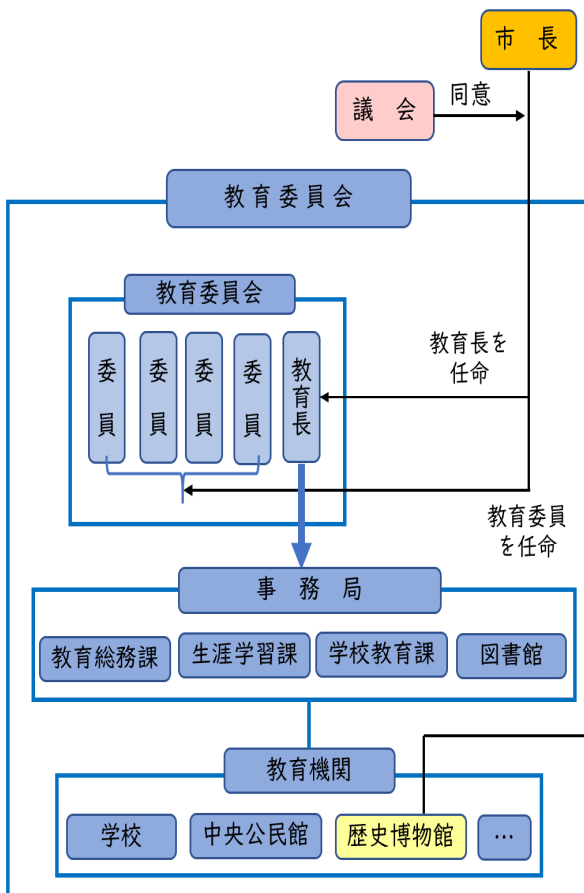 市　長
議　会
同意
教育委員会
教育委員会
委員
委員
委員
委員
教育長
教育長を
任命
教育委員
を任命
事　務　局
教育総務課
生涯学習課
学校教育課
図書館
教育機関
学校
中央公民館
歴史博物館
…